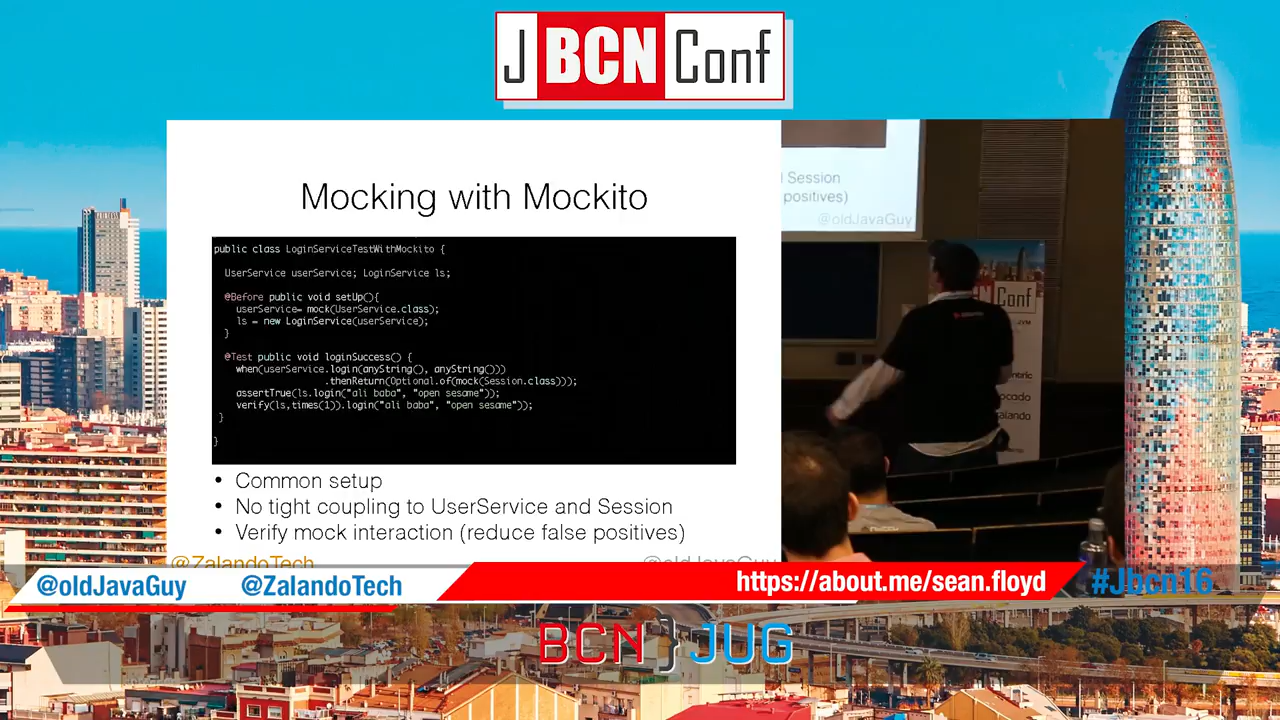 J BCN Conf
Mocking with Mockito
public class LoginServiceTestWithMockito {
UserService userService; LoginService ls;
@Before public void setUp(){
userService= mock(UserService.class);
ls = new LoginService(userService);
}
@Test public void loginSuccess() {
when(userService.login(anyString(), anyString()))
.thenReturn(Optional.of(mock(Session.class)));
assertTrue(ls.login("ali baba", "open sesame"));
verify(ls,times(1)).login("ali baba", "open sesame"));
}
}
• Common setup
• No tight coupling to UserService and Session
• Verify mock interaction (reduce false positives)
@ZalandoTech
@oldJavaGuy
Session
positives)
@oldJavaGuy
Conf
@oldJavaGuy
@ZalandoTech
https://about.me/sean.floyd
#Jbcn16
BCN } JUG